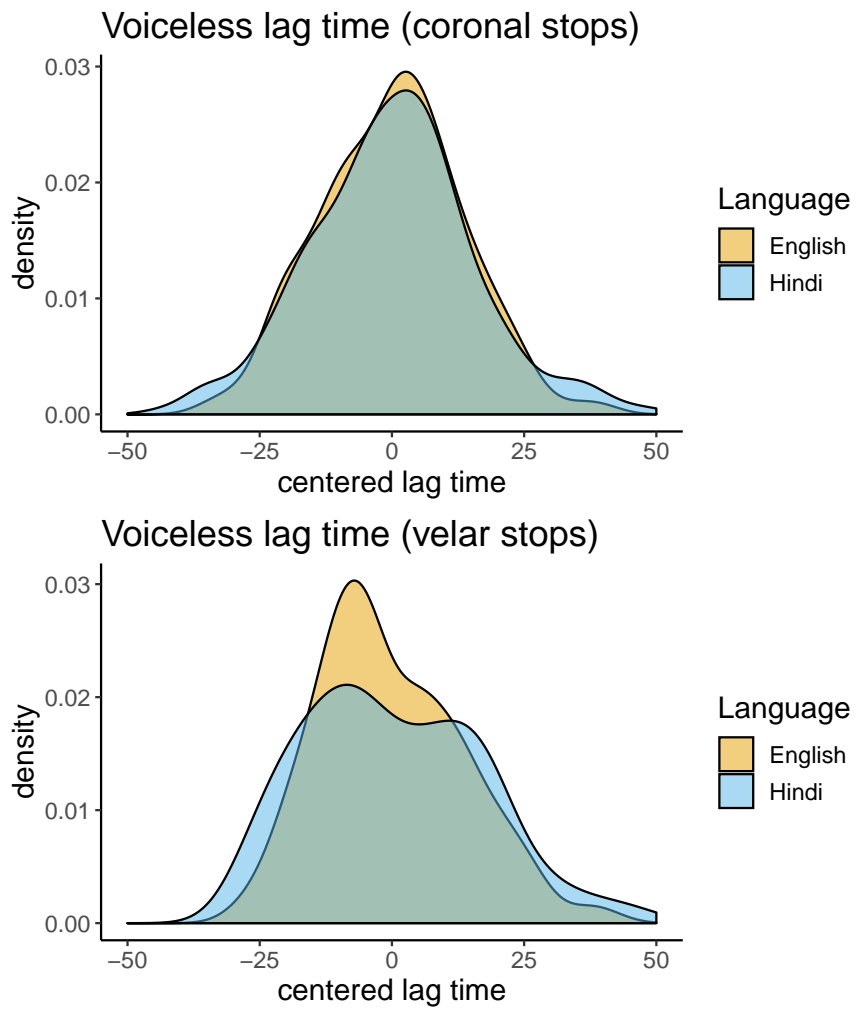 Voiceless lag time (coronal stops)
0.03
0.02
0.01
0.00
density
−50 −25 0 25 50
centered lag time
Language
English
Hindi
Voiceless lag time (velar stops)
0.03
0.02
0.01
0.00
density
−50 −25 0 25 50
centered lag time
Language
English
Hindi